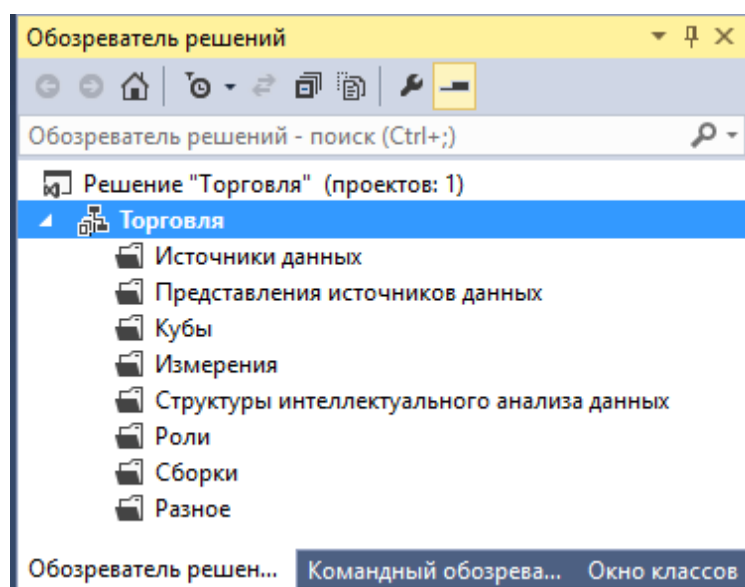 Обозреватель решений
Обозреватель решений - поиск (Ctrl+;)
Решение "Торговля" (проектов: 1)
Торговля
Источники данных
Представления источников данных
Кубы
Измерения
Структуры интеллектуального анализа данных
Роли
Сборки
Разное
Обозреватель решен... Командный обозрева... Окно классов